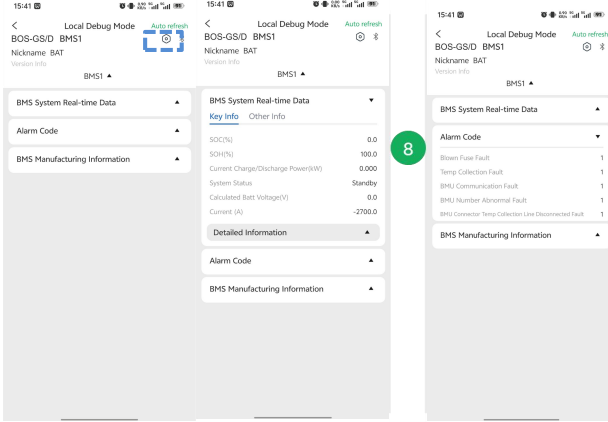 15:41
Local Debug Mode
Auto refresh
BOS-GS/D BMS1
Nickname BAT
Version Info
BMS1
BMS System Real-time Data
Alarm Code
BMS Manufacturing Information
15:41
Local Debug Mode
Auto refresh
BOS-GS/D BMS1
Nickname BAT
Version Info
BMS1
BMS System Real-time Data
Key Info Other Info
SOC(%) 0.0
SOH(%) 100.0
Current Charge/Discharge Power(kW) 0.000
System Status Standby
Calculated Batt Voltage(V) 0.0
Current (A) -2700.0
Detailed Information
Alarm Code
BMS Manufacturing Information
8
15:41
Local Debug Mode
Auto refresh
BOS-GS/D BMS1
Nickname BAT
Version Info
BMS1
BMS System Real-time Data
Alarm Code
Blown Fuse Fault 1
Temp Collection Fault 1
BMU Communication Fault 1
BMU Number Abnormal Fault 1
BMU Connector Temp Collection Line Disconnected Fault 1
BMS Manufacturing Information